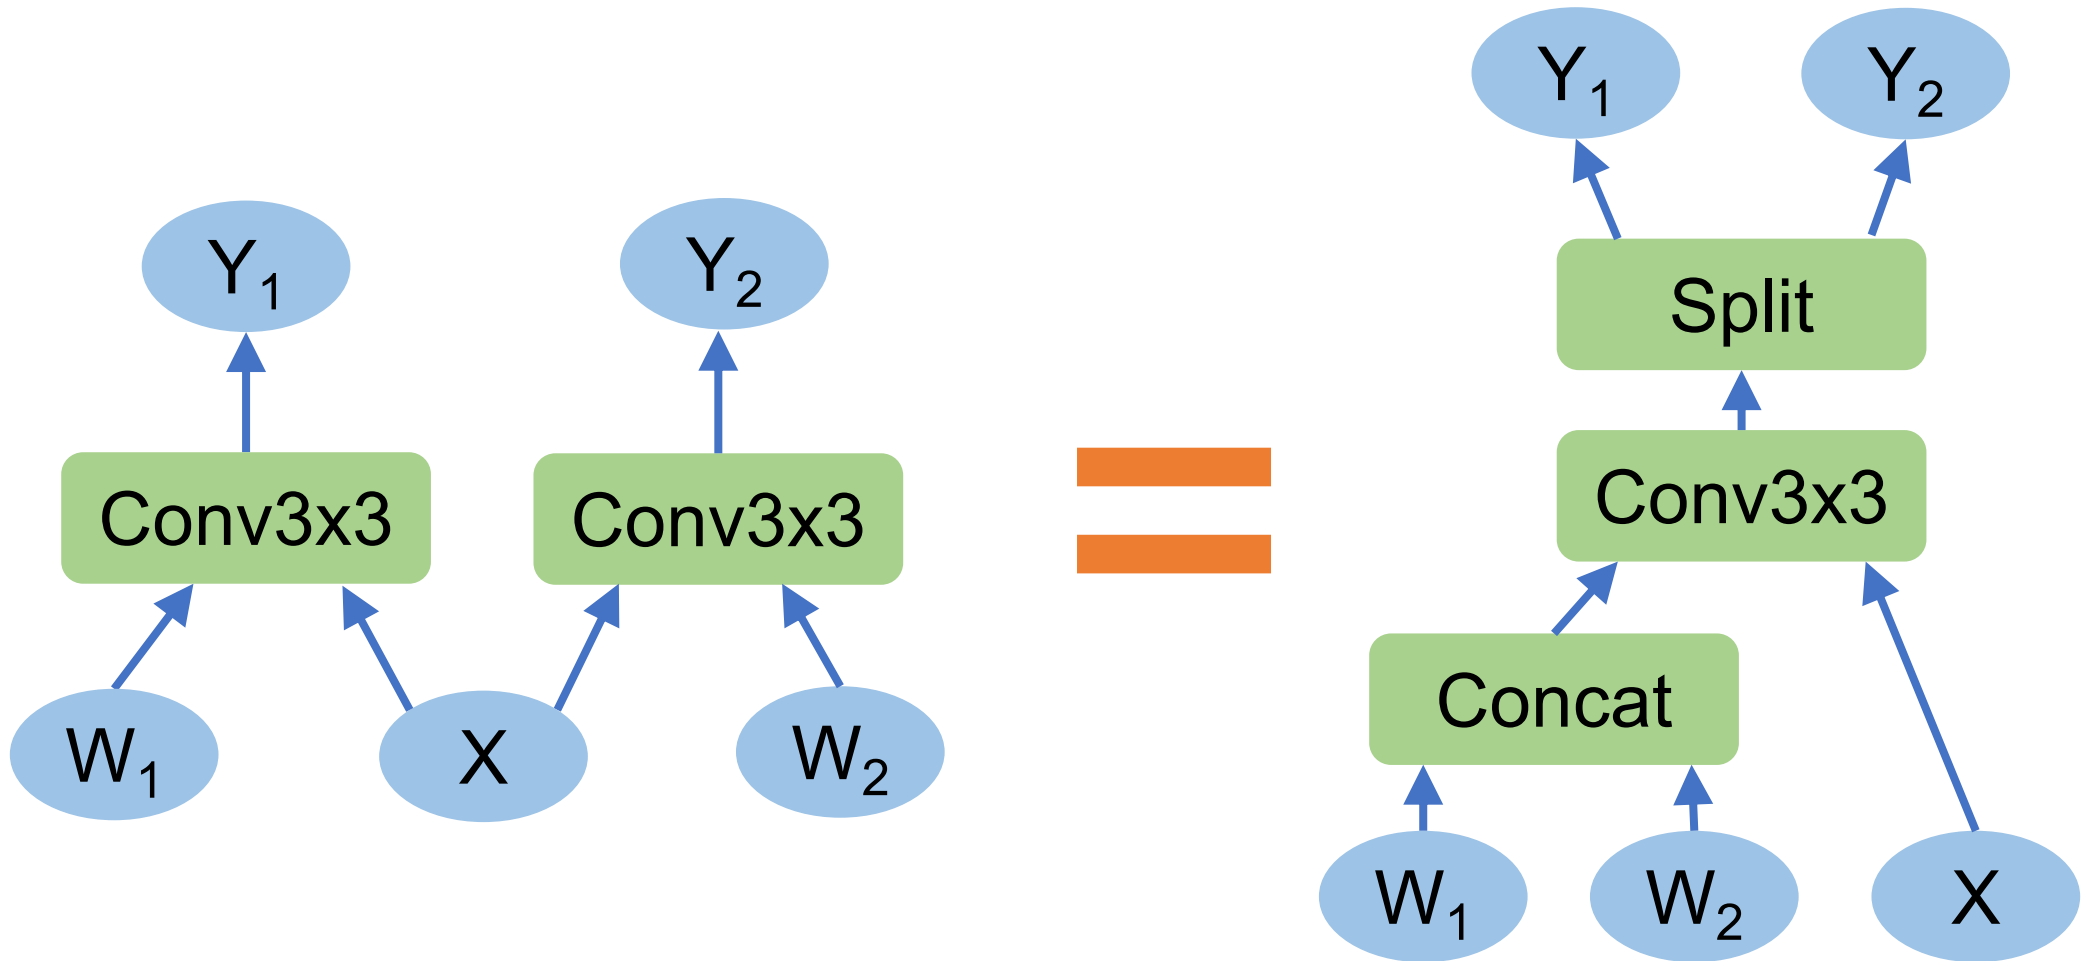 Y₁ Y₂
Conv3x3 Conv3x3
W₁ X W₂
Y₁ Y₂
Split
Conv3x3
Concat
W₁ W₂ X